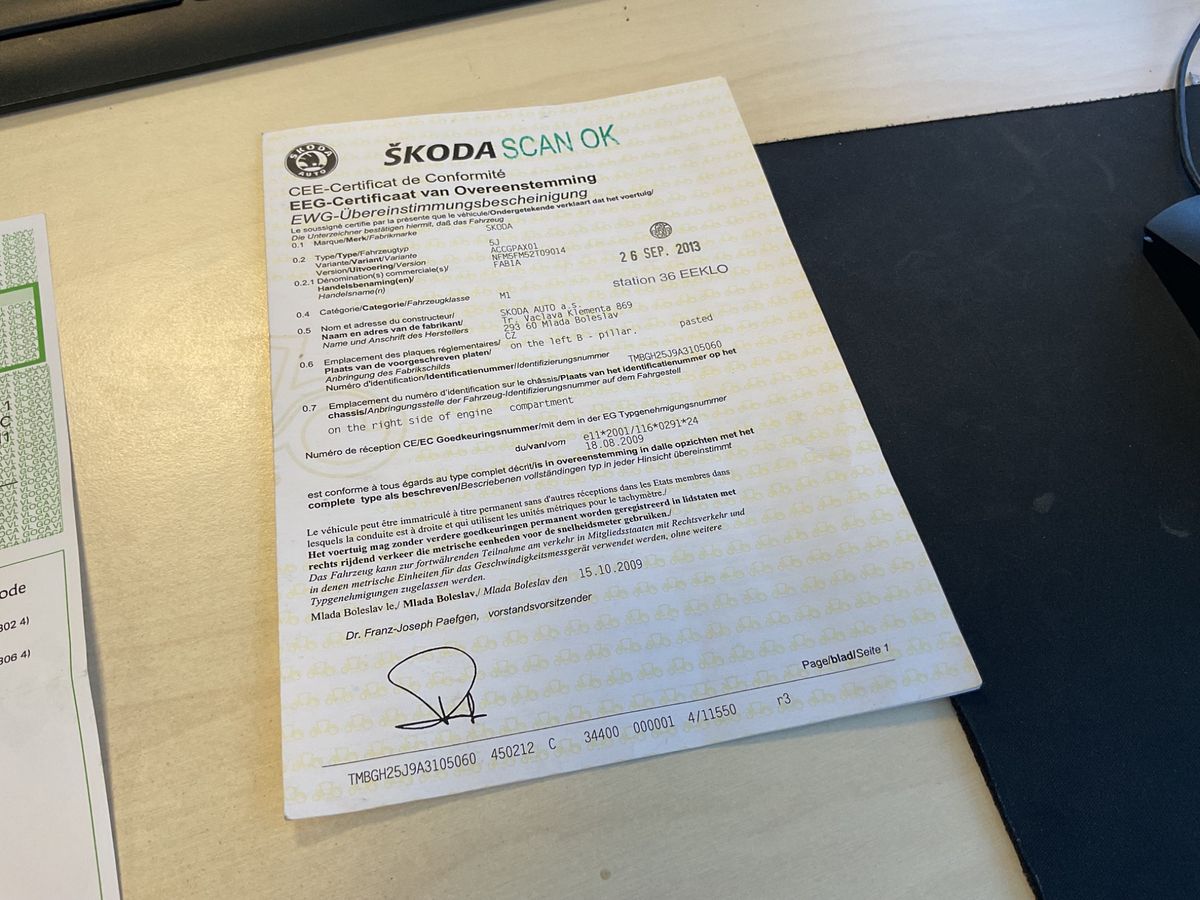 ŠKODA
AUTO
ŠKODA SCAN OK
CEE-Certificat de Conformité
EEG-Certificaat van Overeenstemming
EWG-Übereinstimmungsbescheinigung
Le soussigné certifie par la présente que le véhicule/Ondergetekende verklaart dat het voertuig/
Die Unterzeichner bestätigen hiermit, daß das Fahrzeug
0.1 Marque/Merk/Fabrikmarke SKODA
0.2 Type/Type/Fahrzeugtyp 5J
Variante/Variant/Variante ACCGPAX01
Version/Uitvoering/Version NFM5FM52T09014
0.2.1 Dénomination(s) commerciale(s)/ FABIA
Handelsbenaming(en)/
Handelsname(n)
26 SEP. 2013
station 36 EEKLO
0.4 Catégorie/Categorie/Fahrzeugklasse M1
0.5 Nom et adresse du constructeur/ SKODA AUTO a.s.
Naam en adres van de fabrikant/ Tr. Vaclava Klementa 869
Name und Anschrift des Herstellers 293 60 Mlada Boleslav
CZ
0.6 Emplacement des plaques réglementaires/
Plaats van de voorgeschreven platen/ on the left B - pillar. pasted
Anbringung des Fabrikschilds
Numéro d'identification/Identificatienummer/Identifizierungsnummer TMBGH25J9A3105060
0.7 Emplacement du numéro d'identification sur le châssis/Plaats van het identificatienummer op het
chassis/Anbringungsstelle der Fahrzeug-Identifizierungsnummer auf dem Fahrgestell
on the right side of engine compartment
Numéro de réception CE/EC Goedkeuringsnummer/mit dem in der EG Typgenehmigungsnummer
e11*2001/116*0291*24
du/van/vom 18.08.2009
est conforme à tous égards au type complet décrit/is in overeenstemming in dalle opzichten met het
complete type als beschreven/Bescriebenen vollständingen typ in jeder Hinsicht übereinstimmt
Le véhicule peut être immatriculé à titre permanent sans d'autres réceptions dans les Etats membres dans
lesquels la conduite est à droite et qui utilisent les unités métriques pour le tachymètre./
Het voertuig mag zonder verdere goedkeuringen permanent worden geregistreerd in lidstaten met
rechts rijdend verkeer die metrische eenheden voor de snelheidsmeter gebruiken./
Das Fahrzeug kann zur fortwährenden Teilnahme am verkehr in Mitgliedsstaaten mit Rechtsverkehr und
in denen metrische Einheiten für das Geschwindigkeitsmessgerät verwendet werden, ohne weitere
Typgenehmigungen zugelassen werden.
Mlada Boleslav le,/ Mlada Boleslav,/ Mlada Boleslav den 15.10.2009
Dr. Franz-Joseph Paefgen, vorstandsvorsitzender
Page/blad/Seite 1
TMBGH25J9A3105060 450212 C 34400 000001 4/11550 r3
302 4)
306 4)